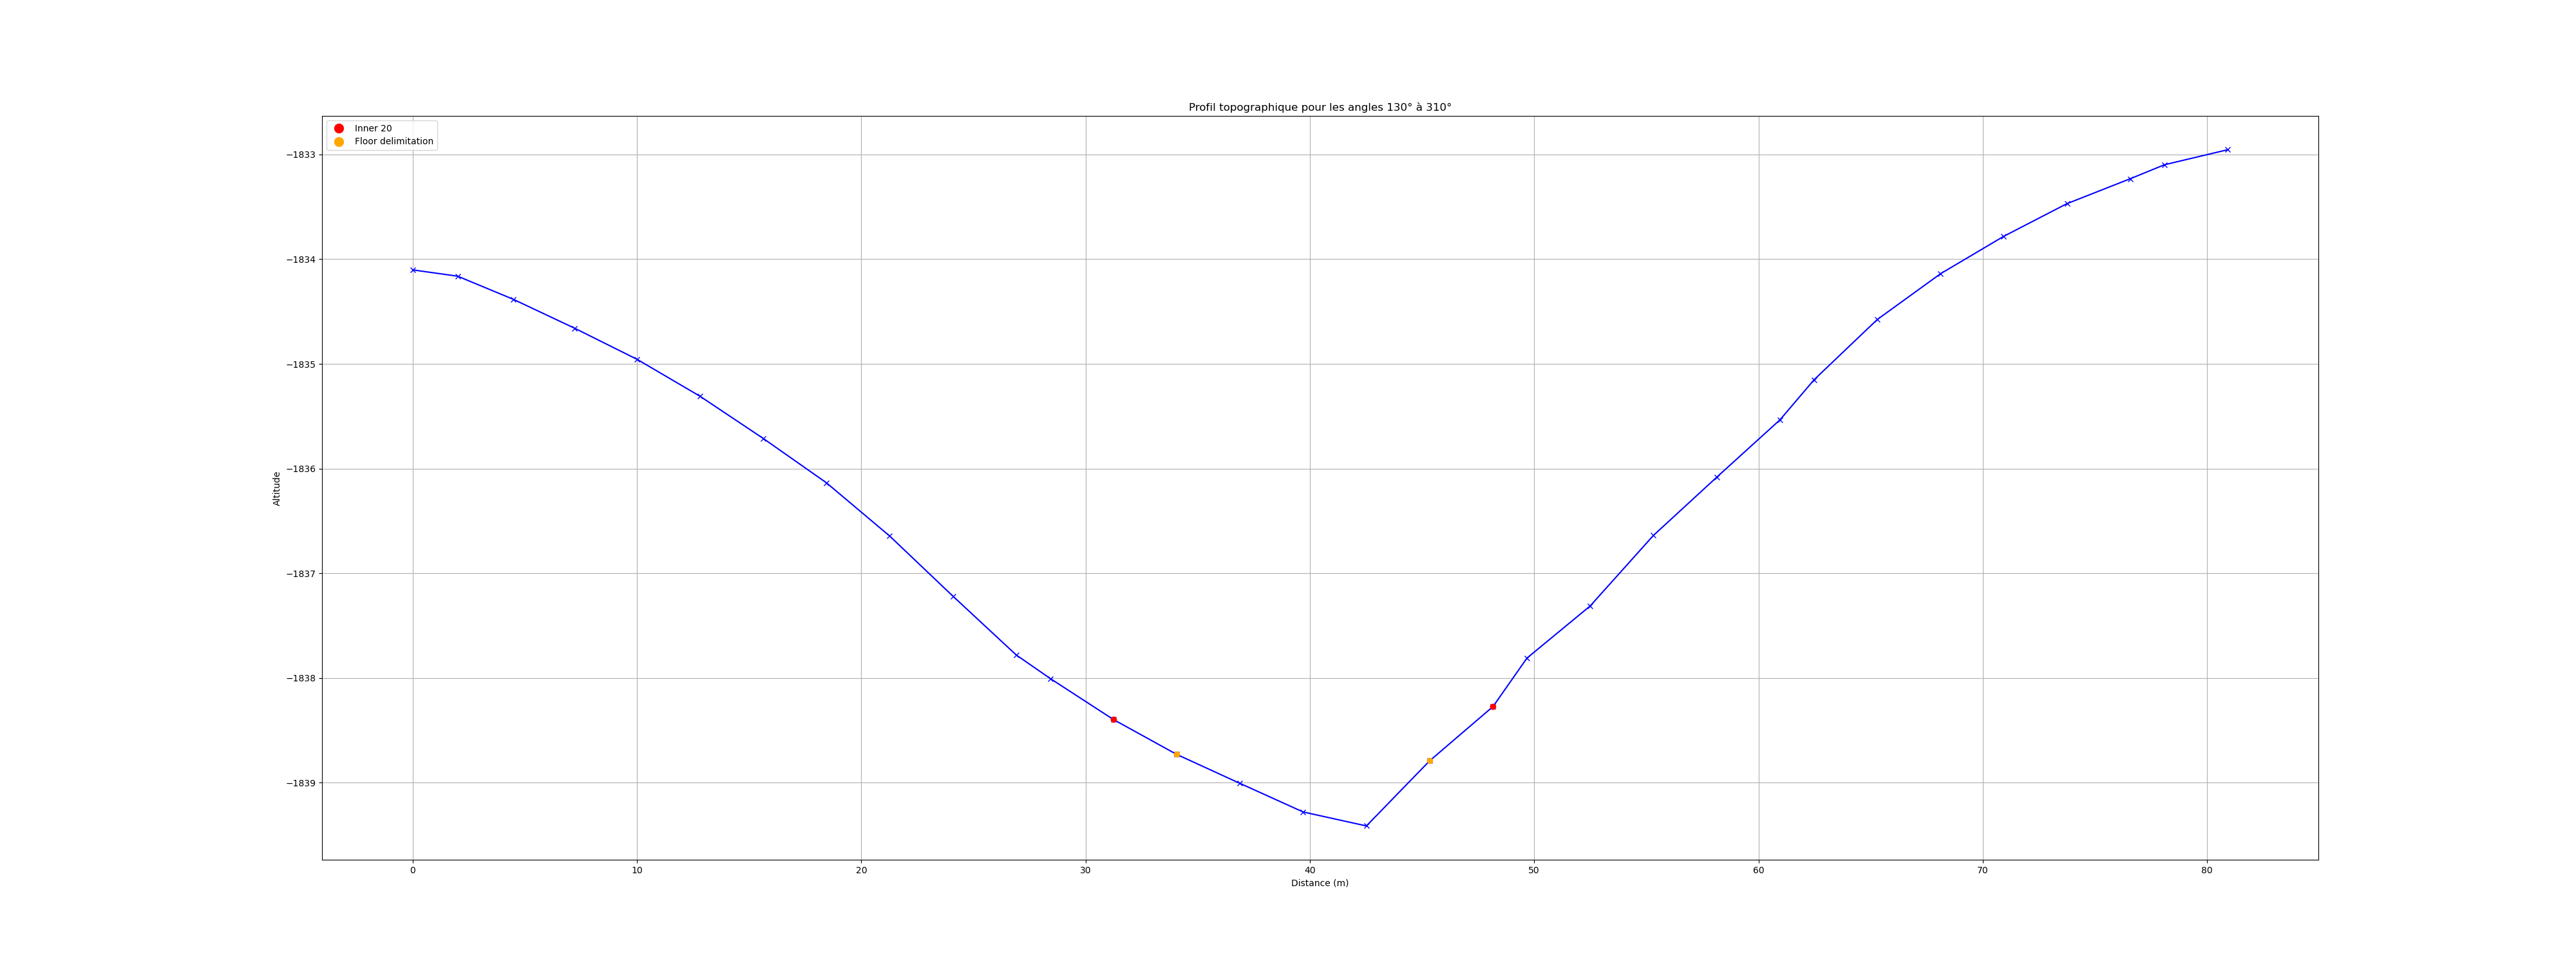 Profil topographique pour les angles 130° à 310°
Inner 20
Floor delimitation
−1833
−1834
−1835
−1836
−1837
−1838
−1839
Altitude
0 10 20 30 40 50 60 70 80
Distance (m)